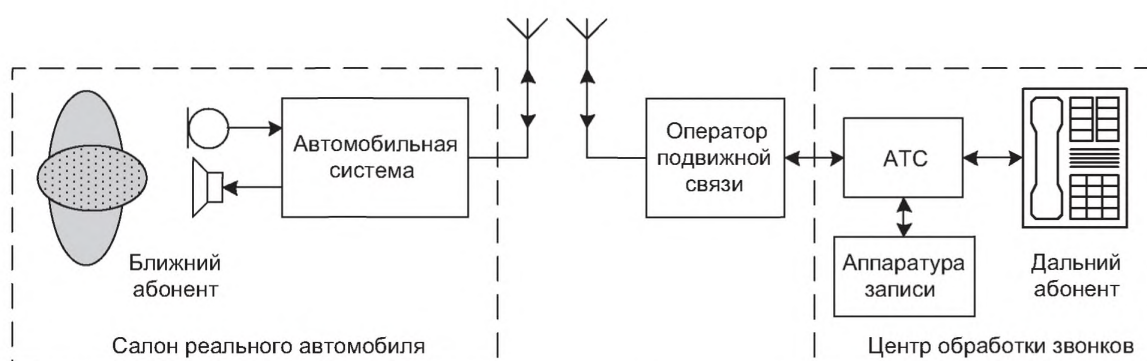 Автомобильная
система
Ближний
абонент
Салон реального автомобиля
Оператор
подвижной
связи
АТС
Аппаратура
записи
Дальний
абонент
Центр обработки звонков